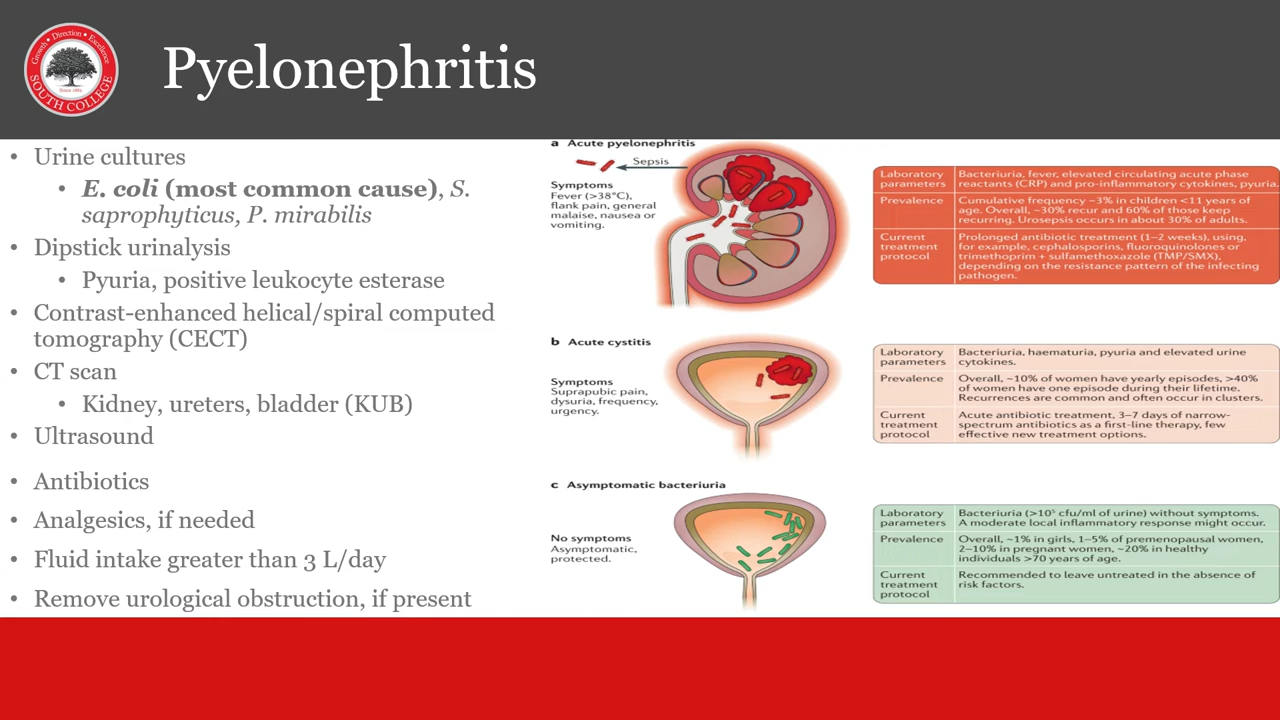 Growth • Direction • Excellence
Since 1882
SOUTH COLLEGE
Pyelonephritis
• Urine cultures
• E. coli (most common cause), S.
saprophyticus, P. mirabilis
• Dipstick urinalysis
• Pyuria, positive leukocyte esterase
• Contrast-enhanced helical/spiral computed
tomography (CECT)
• CT scan
• Kidney, ureters, bladder (KUB)
• Ultrasound
• Antibiotics
• Analgesics, if needed
• Fluid intake greater than 3 L/day
• Remove urological obstruction, if present
a Acute pyelonephritis
Sepsis
Symptoms
Fever (>38°C),
flank pain, general
malaise, nausea or
vomiting.
Laboratory
parameters
Bacteriuria, fever, elevated circulating acute phase
reactants (CRP) and pro-inflammatory cytokines, pyuria.
Prevalence
Cumulative frequency ~3% in children <11 years of
age. Overall, ~30% recur and 60% of those keep
recurring. Urosepsis occurs in about 30% of adults.
Current
treatment
protocol
Prolonged antibiotic treatment (1–2 weeks), using,
for example, cephalosporins, fluoroquinolones or
trimethoprim + sulfamethoxazole (TMP/SMX),
depending on the resistance pattern of the infecting
pathogen.
b Acute cystitis
Symptoms
Suprapubic pain,
dysuria, frequency,
urgency.
Laboratory
parameters
Bacteriuria, haematuria, pyuria and elevated urine
cytokines.
Prevalence
Overall, ~10% of women have yearly episodes, >40%
of women have one episode during their lifetime.
Recurrences are common and often occur in clusters.
Current
treatment
protocol
Acute antibiotic treatment, 3–7 days of narrow-
spectrum antibiotics as a first-line therapy, few
effective new treatment options.
c Asymptomatic bacteriuria
No symptoms
Asymptomatic,
protected.
Laboratory
parameters
Bacteriuria (>10⁵ cfu/ml of urine) without symptoms.
A moderate local inflammatory response might occur.
Prevalence
Overall, ~1% in girls, 1–5% of premenopausal women,
2–10% in pregnant women, ~20% in healthy
individuals >70 years of age.
Current
treatment
protocol
Recommended to leave untreated in the absence of
risk factors.